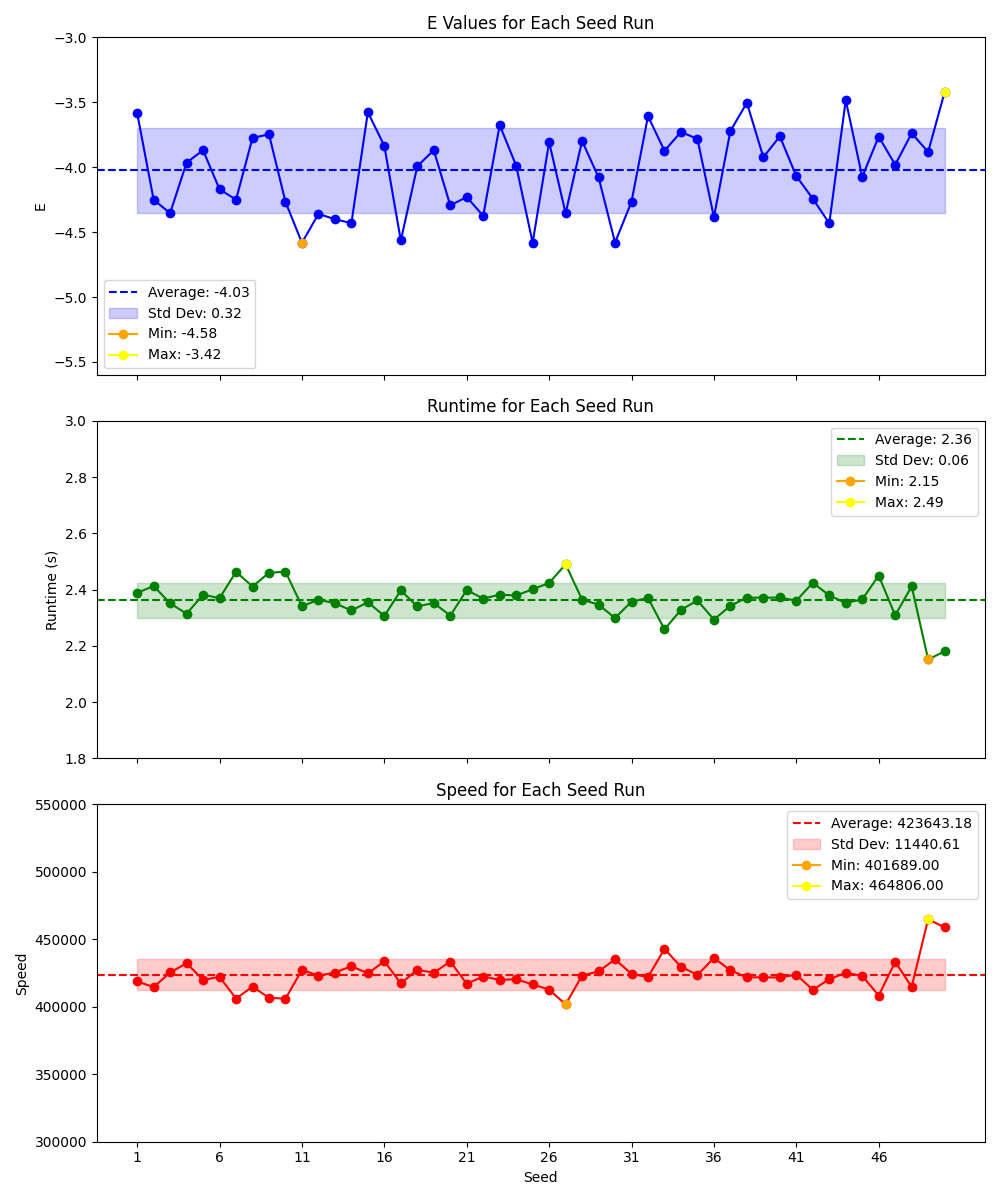 E Values for Each Seed Run
−3.0
−3.5
−4.0
−4.5
−5.0
−5.5
E
Average: -4.03
Std Dev: 0.32
Min: -4.58
Max: -3.42
Runtime for Each Seed Run
3.0
2.8
2.6
2.4
2.2
2.0
1.8
Runtime (s)
Average: 2.36
Std Dev: 0.06
Min: 2.15
Max: 2.49
Speed for Each Seed Run
550000
500000
450000
400000
350000
300000
Speed
Average: 423643.18
Std Dev: 11440.61
Min: 401689.00
Max: 464806.00
1 6 11 16 21 26 31 36 41 46
Seed